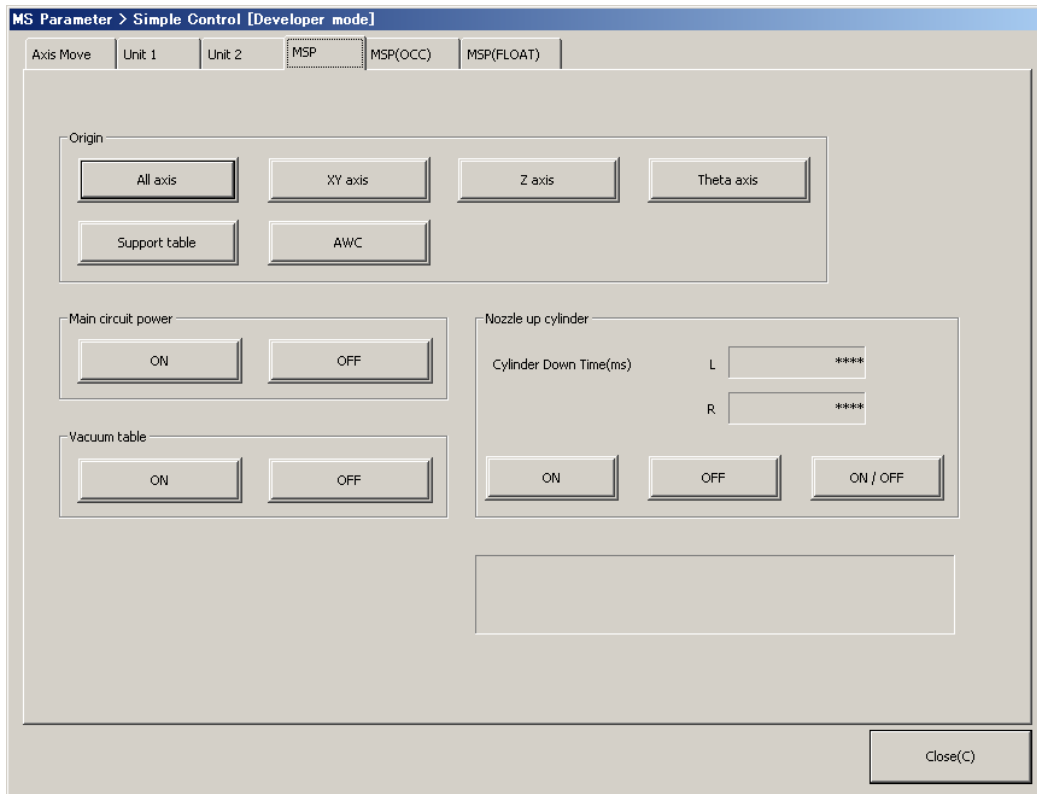 MS Parameter > Simple Control [Developer mode]
Axis Move Unit 1 Unit 2 MSP MSP(OCC) MSP(FLOAT)
Origin
All axis XY axis Z axis Theta axis
Support table AWC
Main circuit power
ON OFF
Vacuum table
ON OFF
Nozzle up cylinder
Cylinder Down Time(ms) L ****
R ****
ON OFF ON / OFF
Close(C)